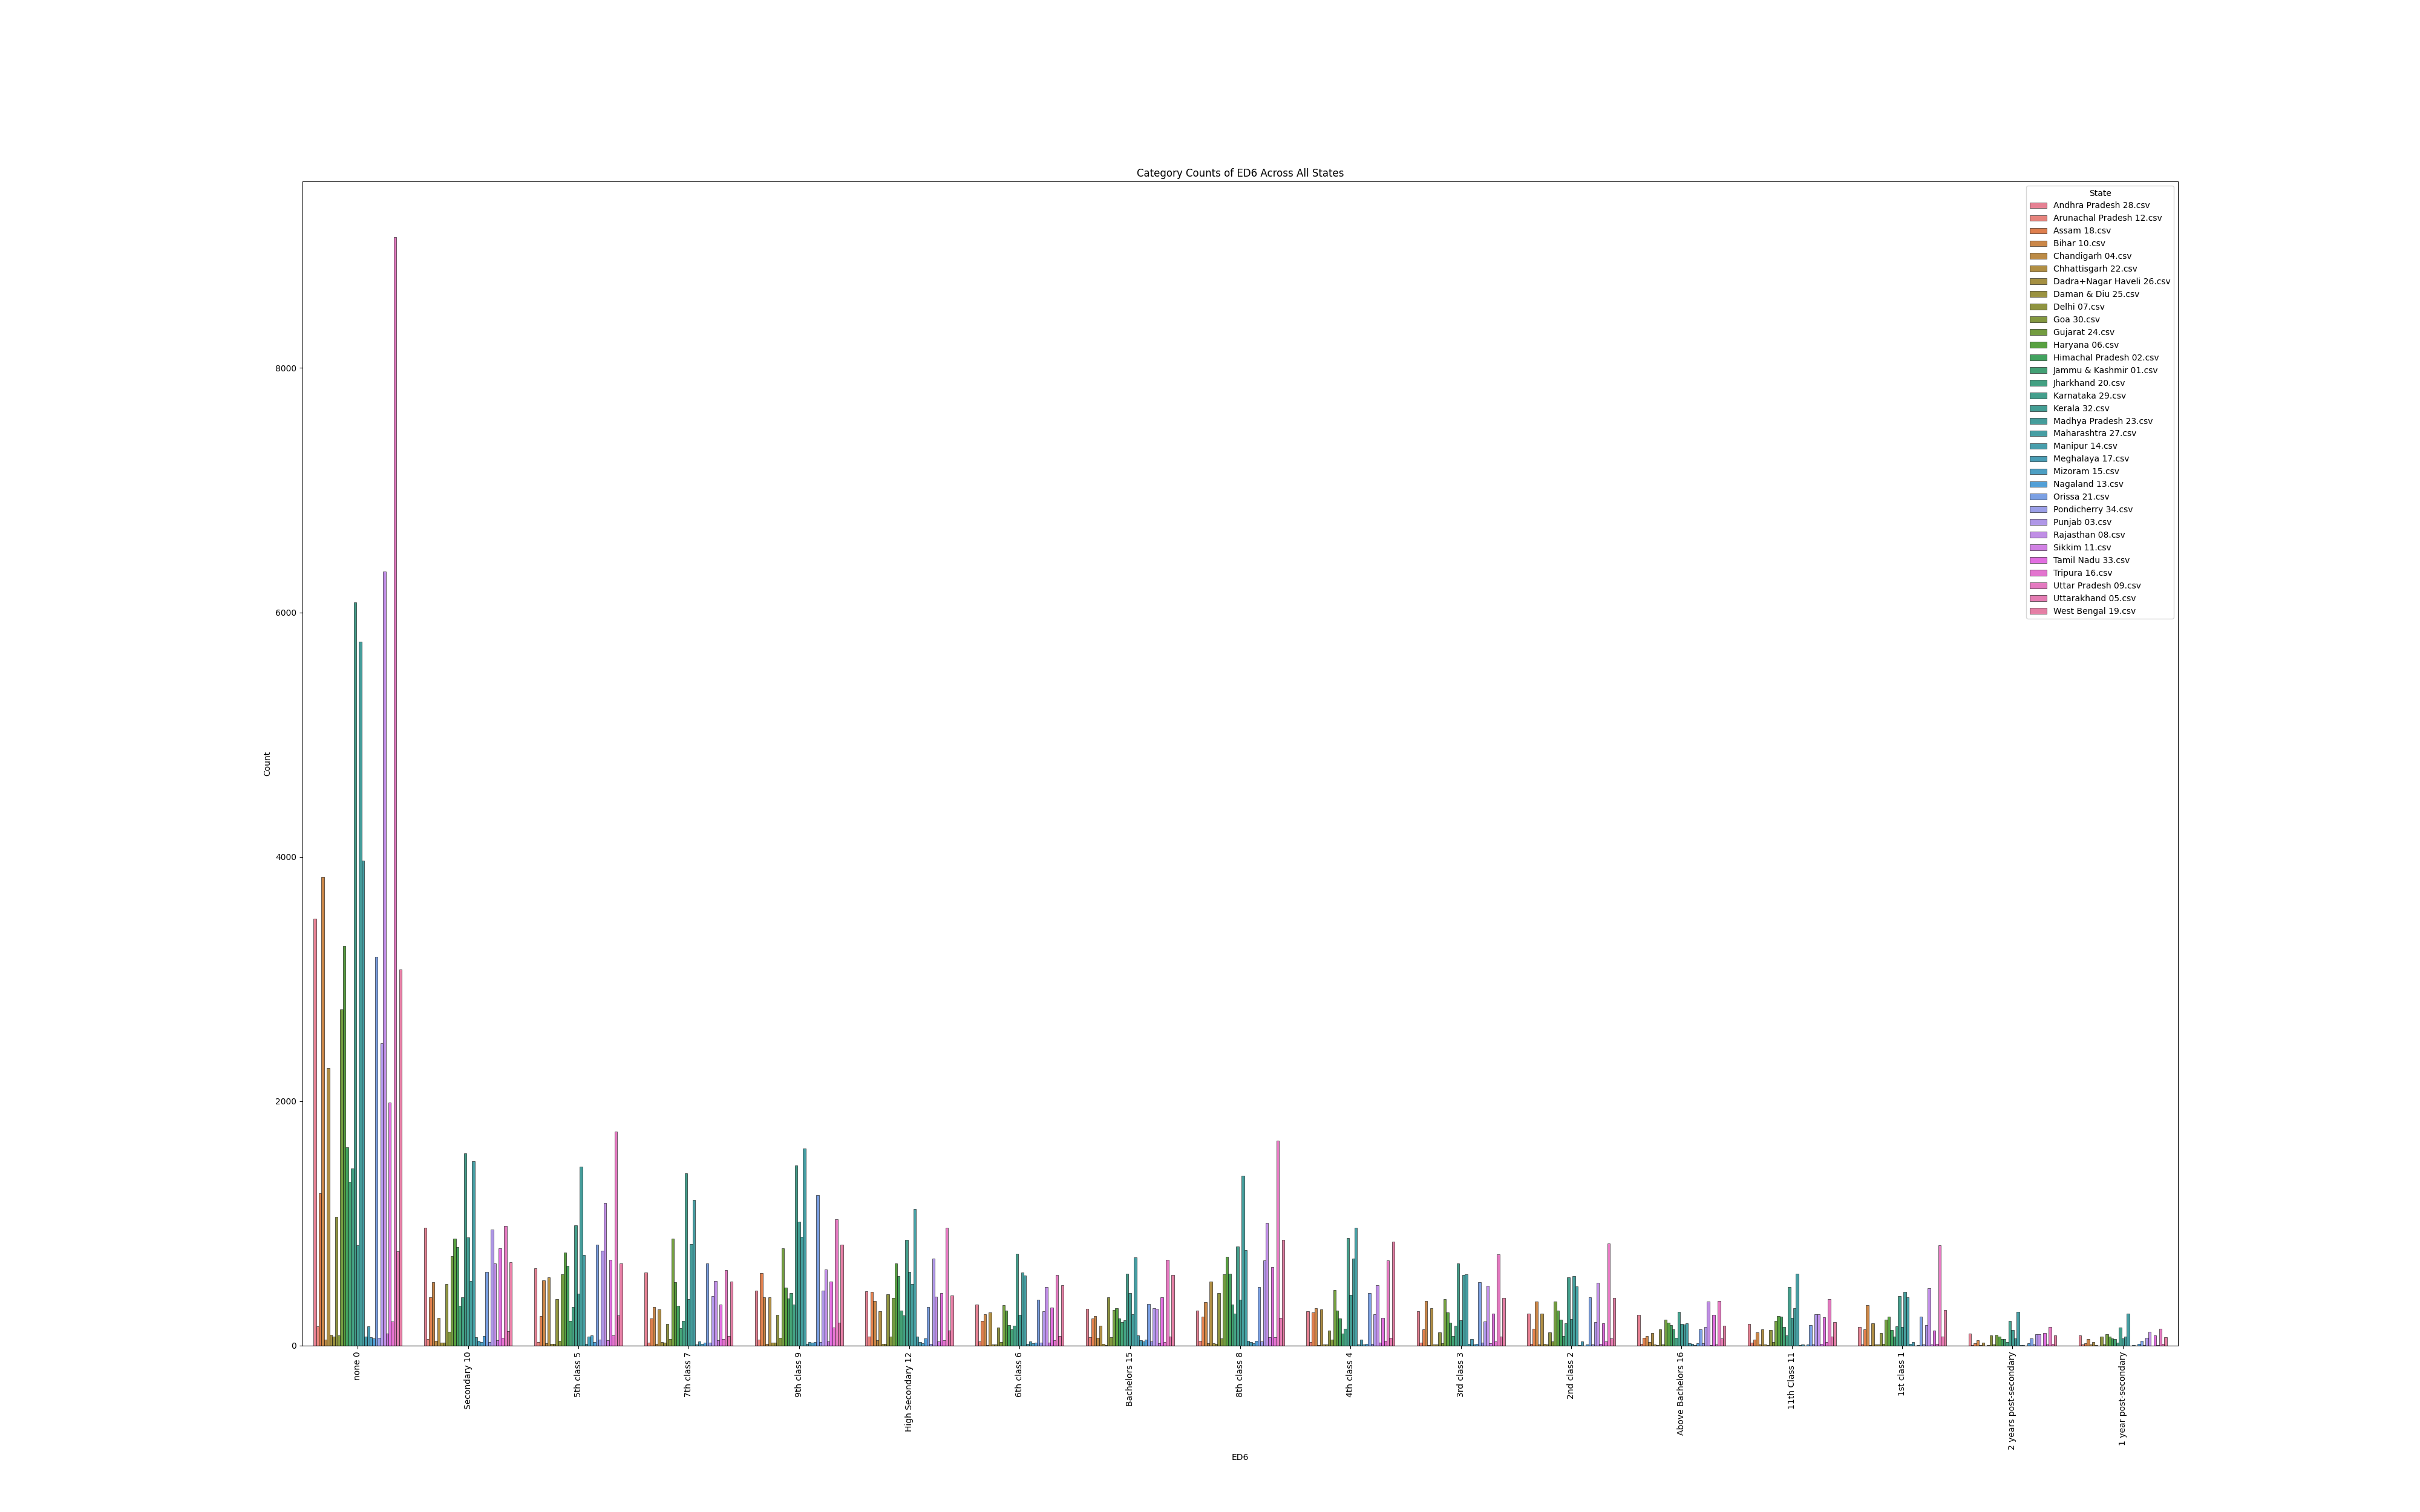 Category Counts of ED6 Across All States
State
Andhra Pradesh 28.csv
Arunachal Pradesh 12.csv
Assam 18.csv
Bihar 10.csv
Chandigarh 04.csv
Chhattisgarh 22.csv
Dadra+Nagar Haveli 26.csv
Daman & Diu 25.csv
Delhi 07.csv
Goa 30.csv
Gujarat 24.csv
Haryana 06.csv
Himachal Pradesh 02.csv
Jammu & Kashmir 01.csv
Jharkhand 20.csv
Karnataka 29.csv
Kerala 32.csv
Madhya Pradesh 23.csv
Maharashtra 27.csv
Manipur 14.csv
Meghalaya 17.csv
Mizoram 15.csv
Nagaland 13.csv
Orissa 21.csv
Pondicherry 34.csv
Punjab 03.csv
Rajasthan 08.csv
Sikkim 11.csv
Tamil Nadu 33.csv
Tripura 16.csv
Uttar Pradesh 09.csv
Uttarakhand 05.csv
West Bengal 19.csv
8000
6000
4000
2000
0
Count
none 0
Secondary 10
5th class 5
7th class 7
9th class 9
High Secondary 12
6th class 6
Bachelors 15
8th class 8
4th class 4
3rd class 3
2nd class 2
Above Bachelors 16
11th Class 11
1st class 1
2 years post-secondary
1 year post-secondary
ED6